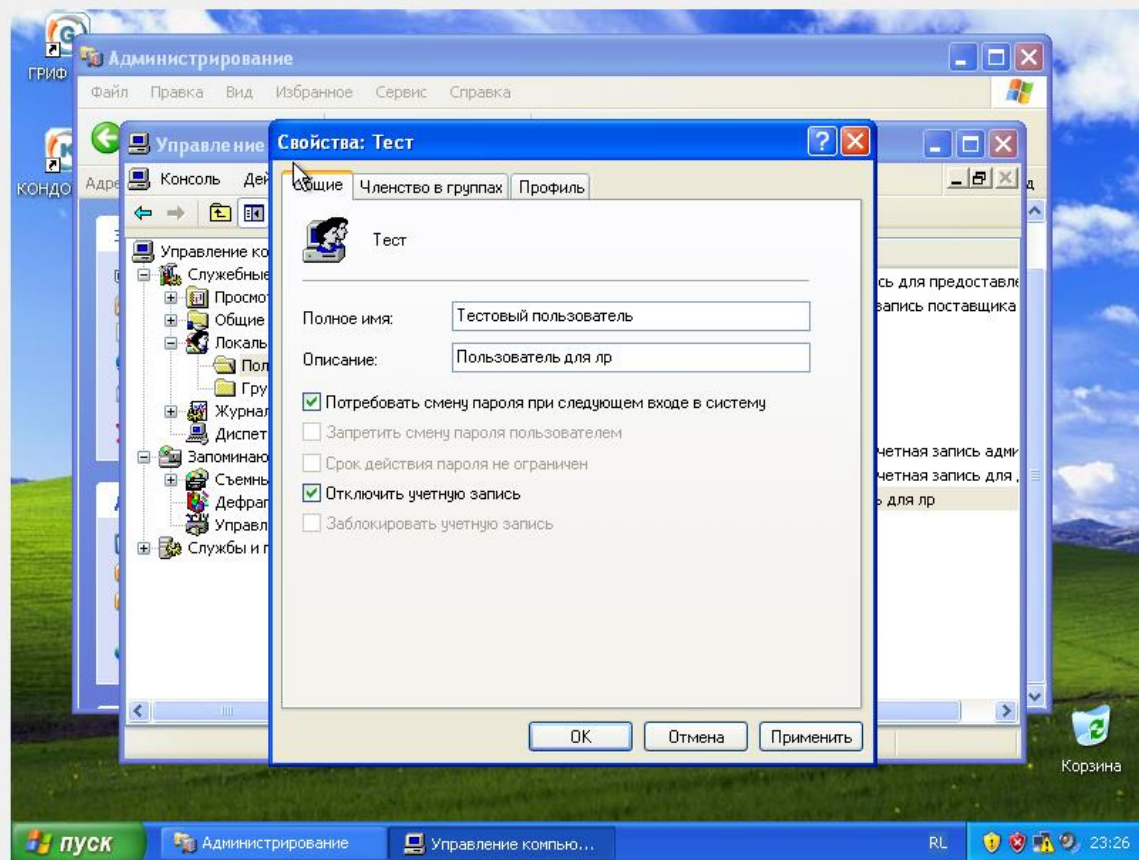 ГРИФ
Администрирование
Файл Правка Вид Избранное Сервис Справка
КОНДО
Адре
Управление
Свойства: Тест
Консоль Дей
Общие Членство в группах Профиль
Тест
Управление ко
Служебные
Просмо
Общие
Локаль
Пол
Гру
Журнал
Диспет
Запоминаю
Съемнь
Дефраг
Управл
Службы и п
Полное имя: Тестовый пользователь
Описание: Пользователь для лр
Потребовать смену пароля при следующем входе в систему
Запретить смену пароля пользователем
Срок действия пароля не ограничен
Отключить учетную запись
Заблокировать учетную запись
сь для предоставле
запись поставщика
четная запись адми
четная запись для
ь для лр
OK Отмена Применить
Корзина
пуск Администрирование Управление компью... RL 23:26